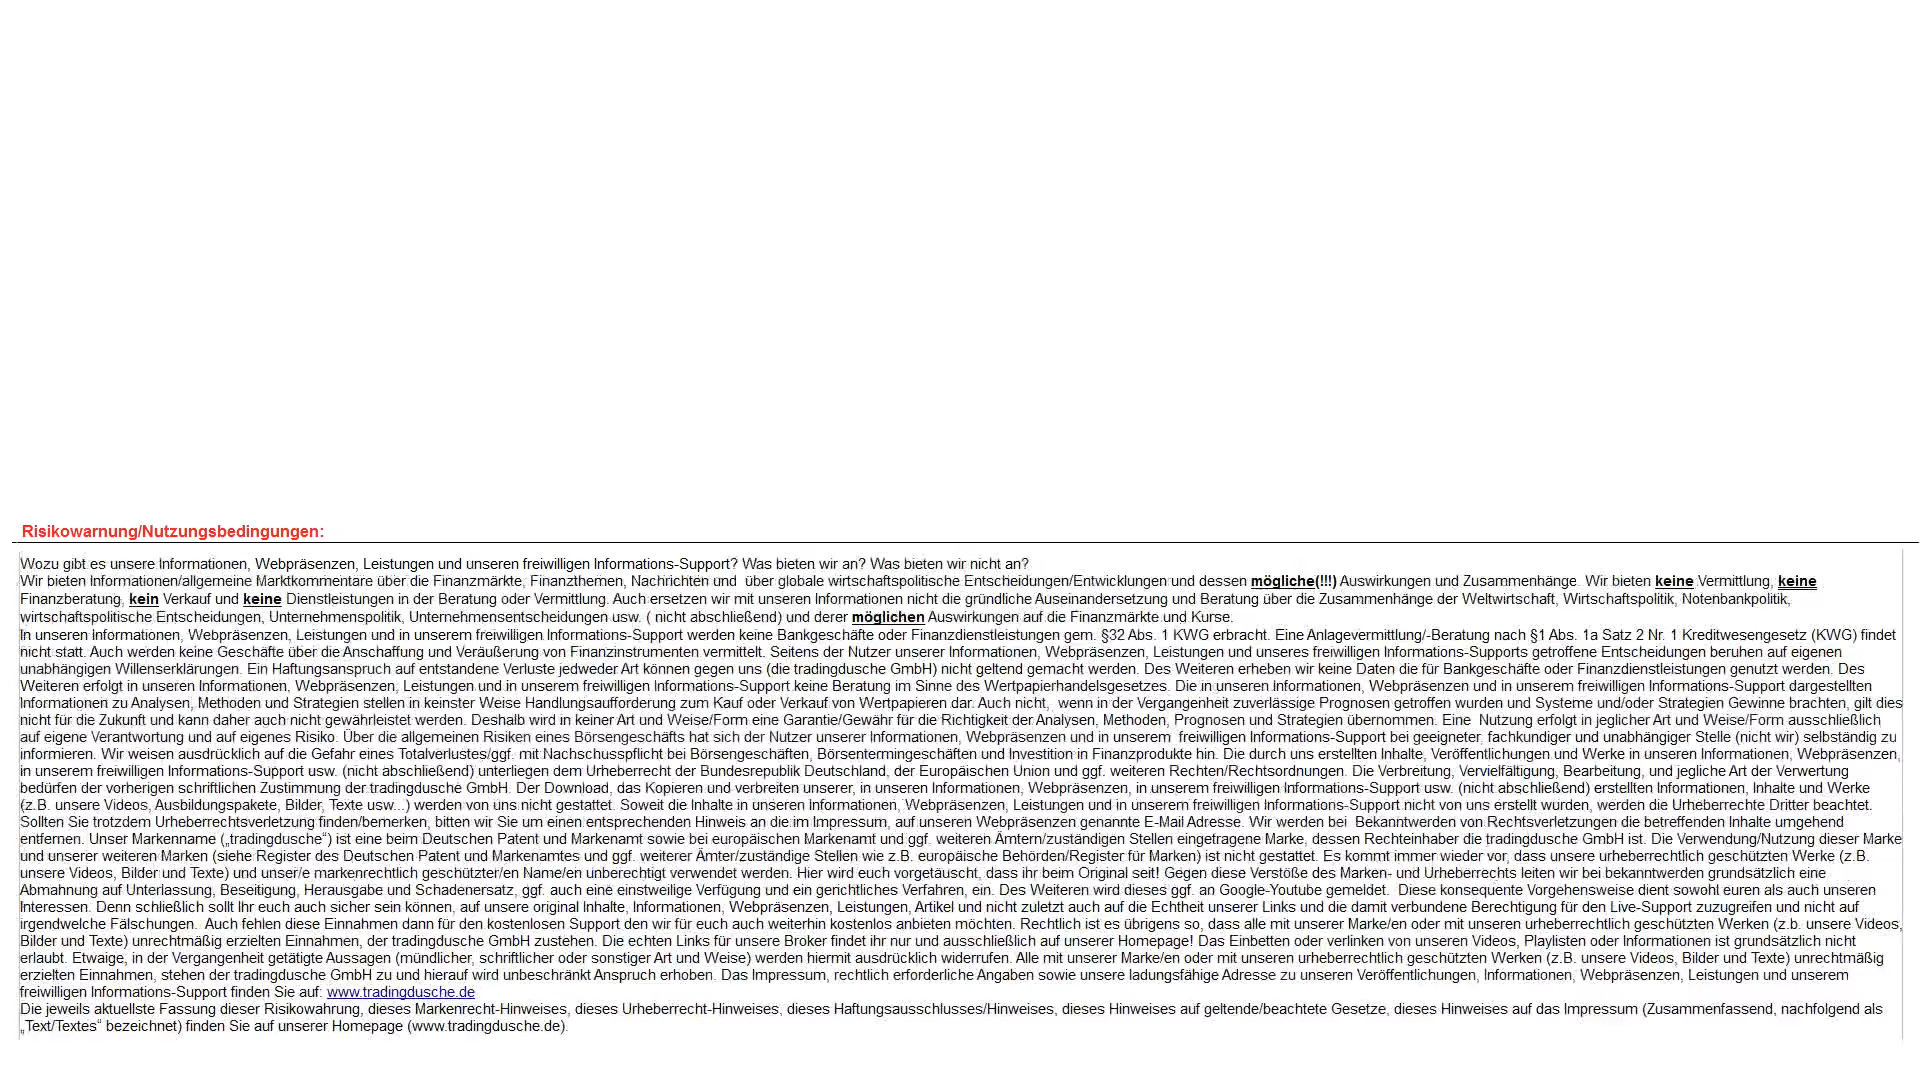 Risikowarnung/Nutzungsbedingungen:
Wozu gibt es unsere Informationen, Webpräsenzen, Leistungen und unseren freiwilligen Informations-Support? Was bieten wir an? Was bieten wir nicht an?
Wir bieten Informationen/allgemeine Marktkommentare über die Finanzmärkte, Finanzthemen, Nachrichten und über globale wirtschaftspolitische Entscheidungen/Entwicklungen und dessen mögliche(!!!) Auswirkungen und Zusammenhänge. Wir bieten keine Vermittlung, keine
Finanzberatung, kein Verkauf und keine Dienstleistungen in der Beratung oder Vermittlung. Auch ersetzen wir mit unseren Informationen nicht die gründliche Auseinandersetzung und Beratung über die Zusammenhänge der Weltwirtschaft, Wirtschaftspolitik, Notenbankpolitik,
wirtschaftspolitische Entscheidungen, Unternehmenspolitik, Unternehmensentscheidungen usw. ( nicht abschließend) und derer möglichen Auswirkungen auf die Finanzmärkte und Kurse.
In unseren Informationen, Webpräsenzen, Leistungen und in unserem freiwilligen Informations-Support werden keine Bankgeschäfte oder Finanzdienstleistungen gem. §32 Abs. 1 KWG erbracht. Eine Anlagevermittlung/-Beratung nach §1 Abs. 1a Satz 2 Nr. 1 Kreditwesengesetz (KWG) findet
nicht statt. Auch werden keine Geschäfte über die Anschaffung und Veräußerung von Finanzinstrumenten vermittelt. Seitens der Nutzer unserer Informationen, Webpräsenzen, Leistungen und unseres freiwilligen Informations-Supports getroffene Entscheidungen beruhen auf eigenen
unabhängigen Willenserklärungen. Ein Haftungsanspruch auf entstandene Verluste jedweder Art können gegen uns (die tradingdusche GmbH) nicht geltend gemacht werden. Des Weiteren erheben wir keine Daten die für Bankgeschäfte oder Finanzdienstleistungen genutzt werden. Des
Weiteren erfolgt in unseren Informationen, Webpräsenzen, Leistungen und in unserem freiwilligen Informations-Support keine Beratung im Sinne des Wertpapierhandelsgesetzes. Die in unseren Informationen, Webpräsenzen und in unserem freiwilligen Informations-Support dargestellten
Informationen zu Analysen, Methoden und Strategien stellen in keinster Weise Handlungsaufforderung zum Kauf oder Verkauf von Wertpapieren dar. Auch nicht, wenn in der Vergangenheit zuverlässige Prognosen getroffen wurden und Systeme und/oder Strategien Gewinne brachten, gilt dies
nicht für die Zukunft und kann daher auch nicht gewährleistet werden. Deshalb wird in keiner Art und Weise/Form eine Garantie/Gewähr für die Richtigkeit der Analysen, Methoden, Prognosen und Strategien übernommen. Eine Nutzung erfolgt in jeglicher Art und Weise/Form ausschließlich
auf eigene Verantwortung und auf eigenes Risiko. Über die allgemeinen Risiken eines Börsengeschäfts hat sich der Nutzer unserer Informationen, Webpräsenzen und in unserem freiwilligen Informations-Support bei geeigneter, fachkundiger und unabhängiger Stelle (nicht wir) selbständig zu
informieren. Wir weisen ausdrücklich auf die Gefahr eines Totalverlustes/ggf. mit Nachschusspflicht bei Börsengeschäften, Börsentermingeschäften und Investition in Finanzprodukte hin. Die durch uns erstellten Inhalte, Veröffentlichungen und Werke in unseren Informationen, Webpräsenzen,
in unserem freiwilligen Informations-Support usw. (nicht abschließend) unterliegen dem Urheberrecht der Bundesrepublik Deutschland, der Europäischen Union und ggf. weiteren Rechten/Rechtsordnungen. Die Verbreitung, Vervielfältigung, Bearbeitung, und jegliche Art der Verwertung
bedürfen der vorherigen schriftlichen Zustimmung der tradingdusche GmbH. Der Download, das Kopieren und verbreiten unserer, in unseren Informationen, Webpräsenzen, in unserem freiwilligen Informations-Support usw. (nicht abschließend) erstellten Informationen, Inhalte und Werke
(z.B. unsere Videos, Ausbildungspakete, Bilder, Texte usw...) werden von uns nicht gestattet. Soweit die Inhalte in unseren Informationen, Webpräsenzen, Leistungen und in unserem freiwilligen Informations-Support nicht von uns erstellt wurden, werden die Urheberrechte Dritter beachtet.
Sollten Sie trotzdem Urheberrechtsverletzung finden/bemerken, bitten wir Sie um einen entsprechenden Hinweis an die im Impressum, auf unseren Webpräsenzen genannte E-Mail Adresse. Wir werden bei Bekanntwerden von Rechtsverletzungen die betreffenden Inhalte umgehend
entfernen. Unser Markenname („tradingdusche“) ist eine beim Deutschen Patent und Markenamt sowie bei europäischen Markenamt und ggf. weiteren Ämtern/zuständigen Stellen eingetragene Marke, dessen Rechteinhaber die tradingdusche GmbH ist. Die Verwendung/Nutzung dieser Marke
und unserer weiteren Marken (siehe Register des Deutschen Patent und Markenamtes und ggf. weiterer Ämter/zuständige Stellen wie z.B. europäische Behörden/Register für Marken) ist nicht gestattet. Es kommt immer wieder vor, dass unsere urheberrechtlich geschützten Werke (z.B.
unsere Videos, Bilder und Texte) und unser/e markenrechtlich geschützter/en Name/en unberechtigt verwendet werden. Hier wird euch vorgetäuscht, dass ihr beim Original seit! Gegen diese Verstöße des Marken- und Urheberrechts leiten wir bei bekanntwerden grundsätzlich eine
Abmahnung auf Unterlassung, Beseitigung, Herausgabe und Schadenersatz, ggf. auch eine einstweilige Verfügung und ein gerichtliches Verfahren, ein. Des Weiteren wird dieses ggf. an Google-Youtube gemeldet. Diese konsequente Vorgehensweise dient sowohl euren als auch unseren
Interessen. Denn schließlich sollt Ihr euch auch sicher sein können, auf unsere original Inhalte, Informationen, Webpräsenzen, Leistungen, Artikel und nicht zuletzt auch auf die Echtheit unserer Links und die damit verbundene Berechtigung für den Live-Support zuzugreifen und nicht auf
irgendwelche Fälschungen. Auch fehlen diese Einnahmen dann für den kostenlosen Support den wir für euch auch weiterhin kostenlos anbieten möchten. Rechtlich ist es übrigens so, dass alle mit unserer Marke/en oder mit unseren urheberrechtlich geschützten Werken (z.b. unsere Videos,
Bilder und Texte) unrechtmäßig erzielten Einnahmen, der tradingdusche GmbH zustehen. Die echten Links für unsere Broker findet ihr nur und ausschließlich auf unserer Homepage! Das Einbetten oder verlinken von unseren Videos, Playlisten oder Informationen ist grundsätzlich nicht
erlaubt. Etwaige, in der Vergangenheit getätigte Aussagen (mündlicher, schriftlicher oder sonstiger Art und Weise) werden hiermit ausdrücklich widerrufen. Alle mit unserer Marke/en oder mit unseren urheberrechtlich geschützten Werken (z.B. unsere Videos, Bilder und Texte) unrechtmäßig
erzielten Einnahmen, stehen der tradingdusche GmbH zu und hierauf wird unbeschränkt Anspruch erhoben. Das Impressum, rechtlich erforderliche Angaben sowie unsere ladungsfähige Adresse zu unseren Veröffentlichungen, Informationen, Webpräsenzen, Leistungen und unserem
freiwilligen Informations-Support finden Sie auf: www.tradingdusche.de
Die jeweils aktuellste Fassung dieser Risikowahrung, dieses Markenrecht-Hinweises, dieses Urheberrecht-Hinweises, dieses Haftungsausschlusses/Hinweises, dieses Hinweises auf geltende/beachtete Gesetze, dieses Hinweises auf das Impressum (Zusammenfassend, nachfolgend als
„Text/Textes“ bezeichnet) finden Sie auf unserer Homepage (www.tradingdusche.de).